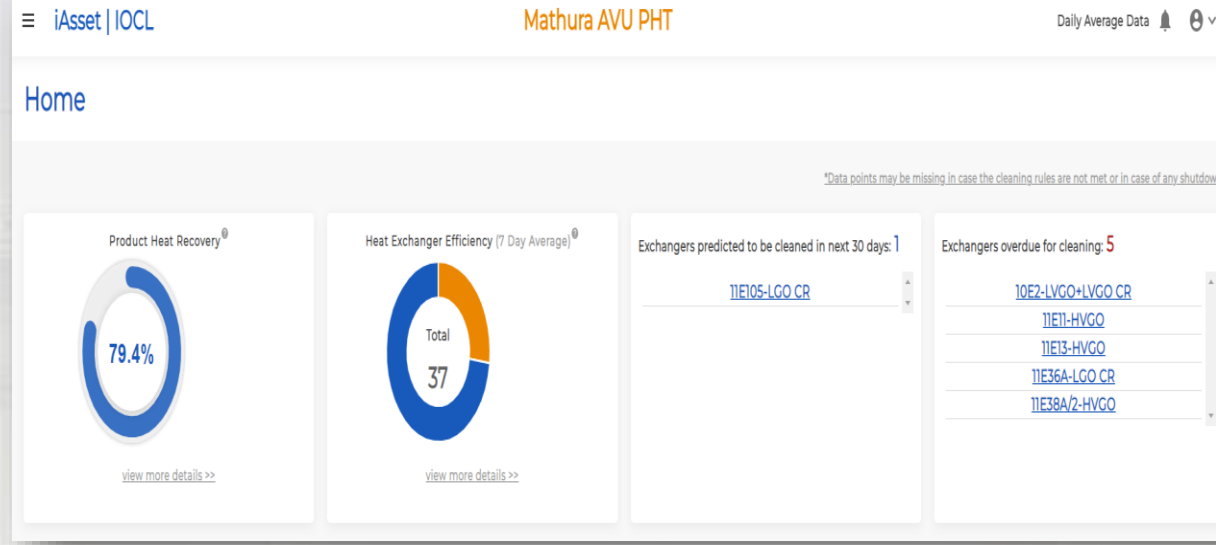 iAsset | IOCL
Mathura AVU PHT
Daily Average Data
Home
*Data points may be missing in case the cleaning rules are not met or in case of any shutdow
Product Heat Recovery
79.4%
view more details >>
Heat Exchanger Efficiency (7 Day Average)
Total
37
view more details >>
Exchangers predicted to be cleaned in next 30 days: 1
11E105-LGO CR
Exchangers overdue for cleaning: 5
10E2-LVGO+LVGO CR
11E11-HVGO
11E13-HVGO
11E36A-LGO CR
11E38A/2-HVGO